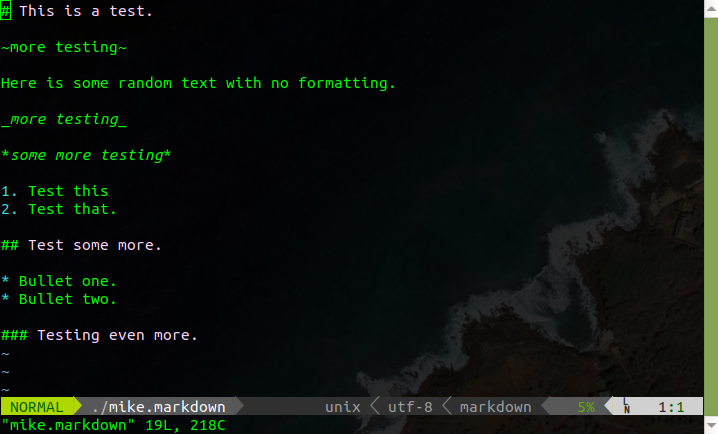 # This is a test.
~more testing~
Here is some random text with no formatting.
_more testing_
*some more testing*
1. Test this
2. Test that.
## Test some more.
* Bullet one.
* Bullet two.
### Testing even more.
~
~
~
NORMAL ./mike.markdown unix utf-8 markdown 5% LN 1:1
"mike.markdown" 19L, 218C